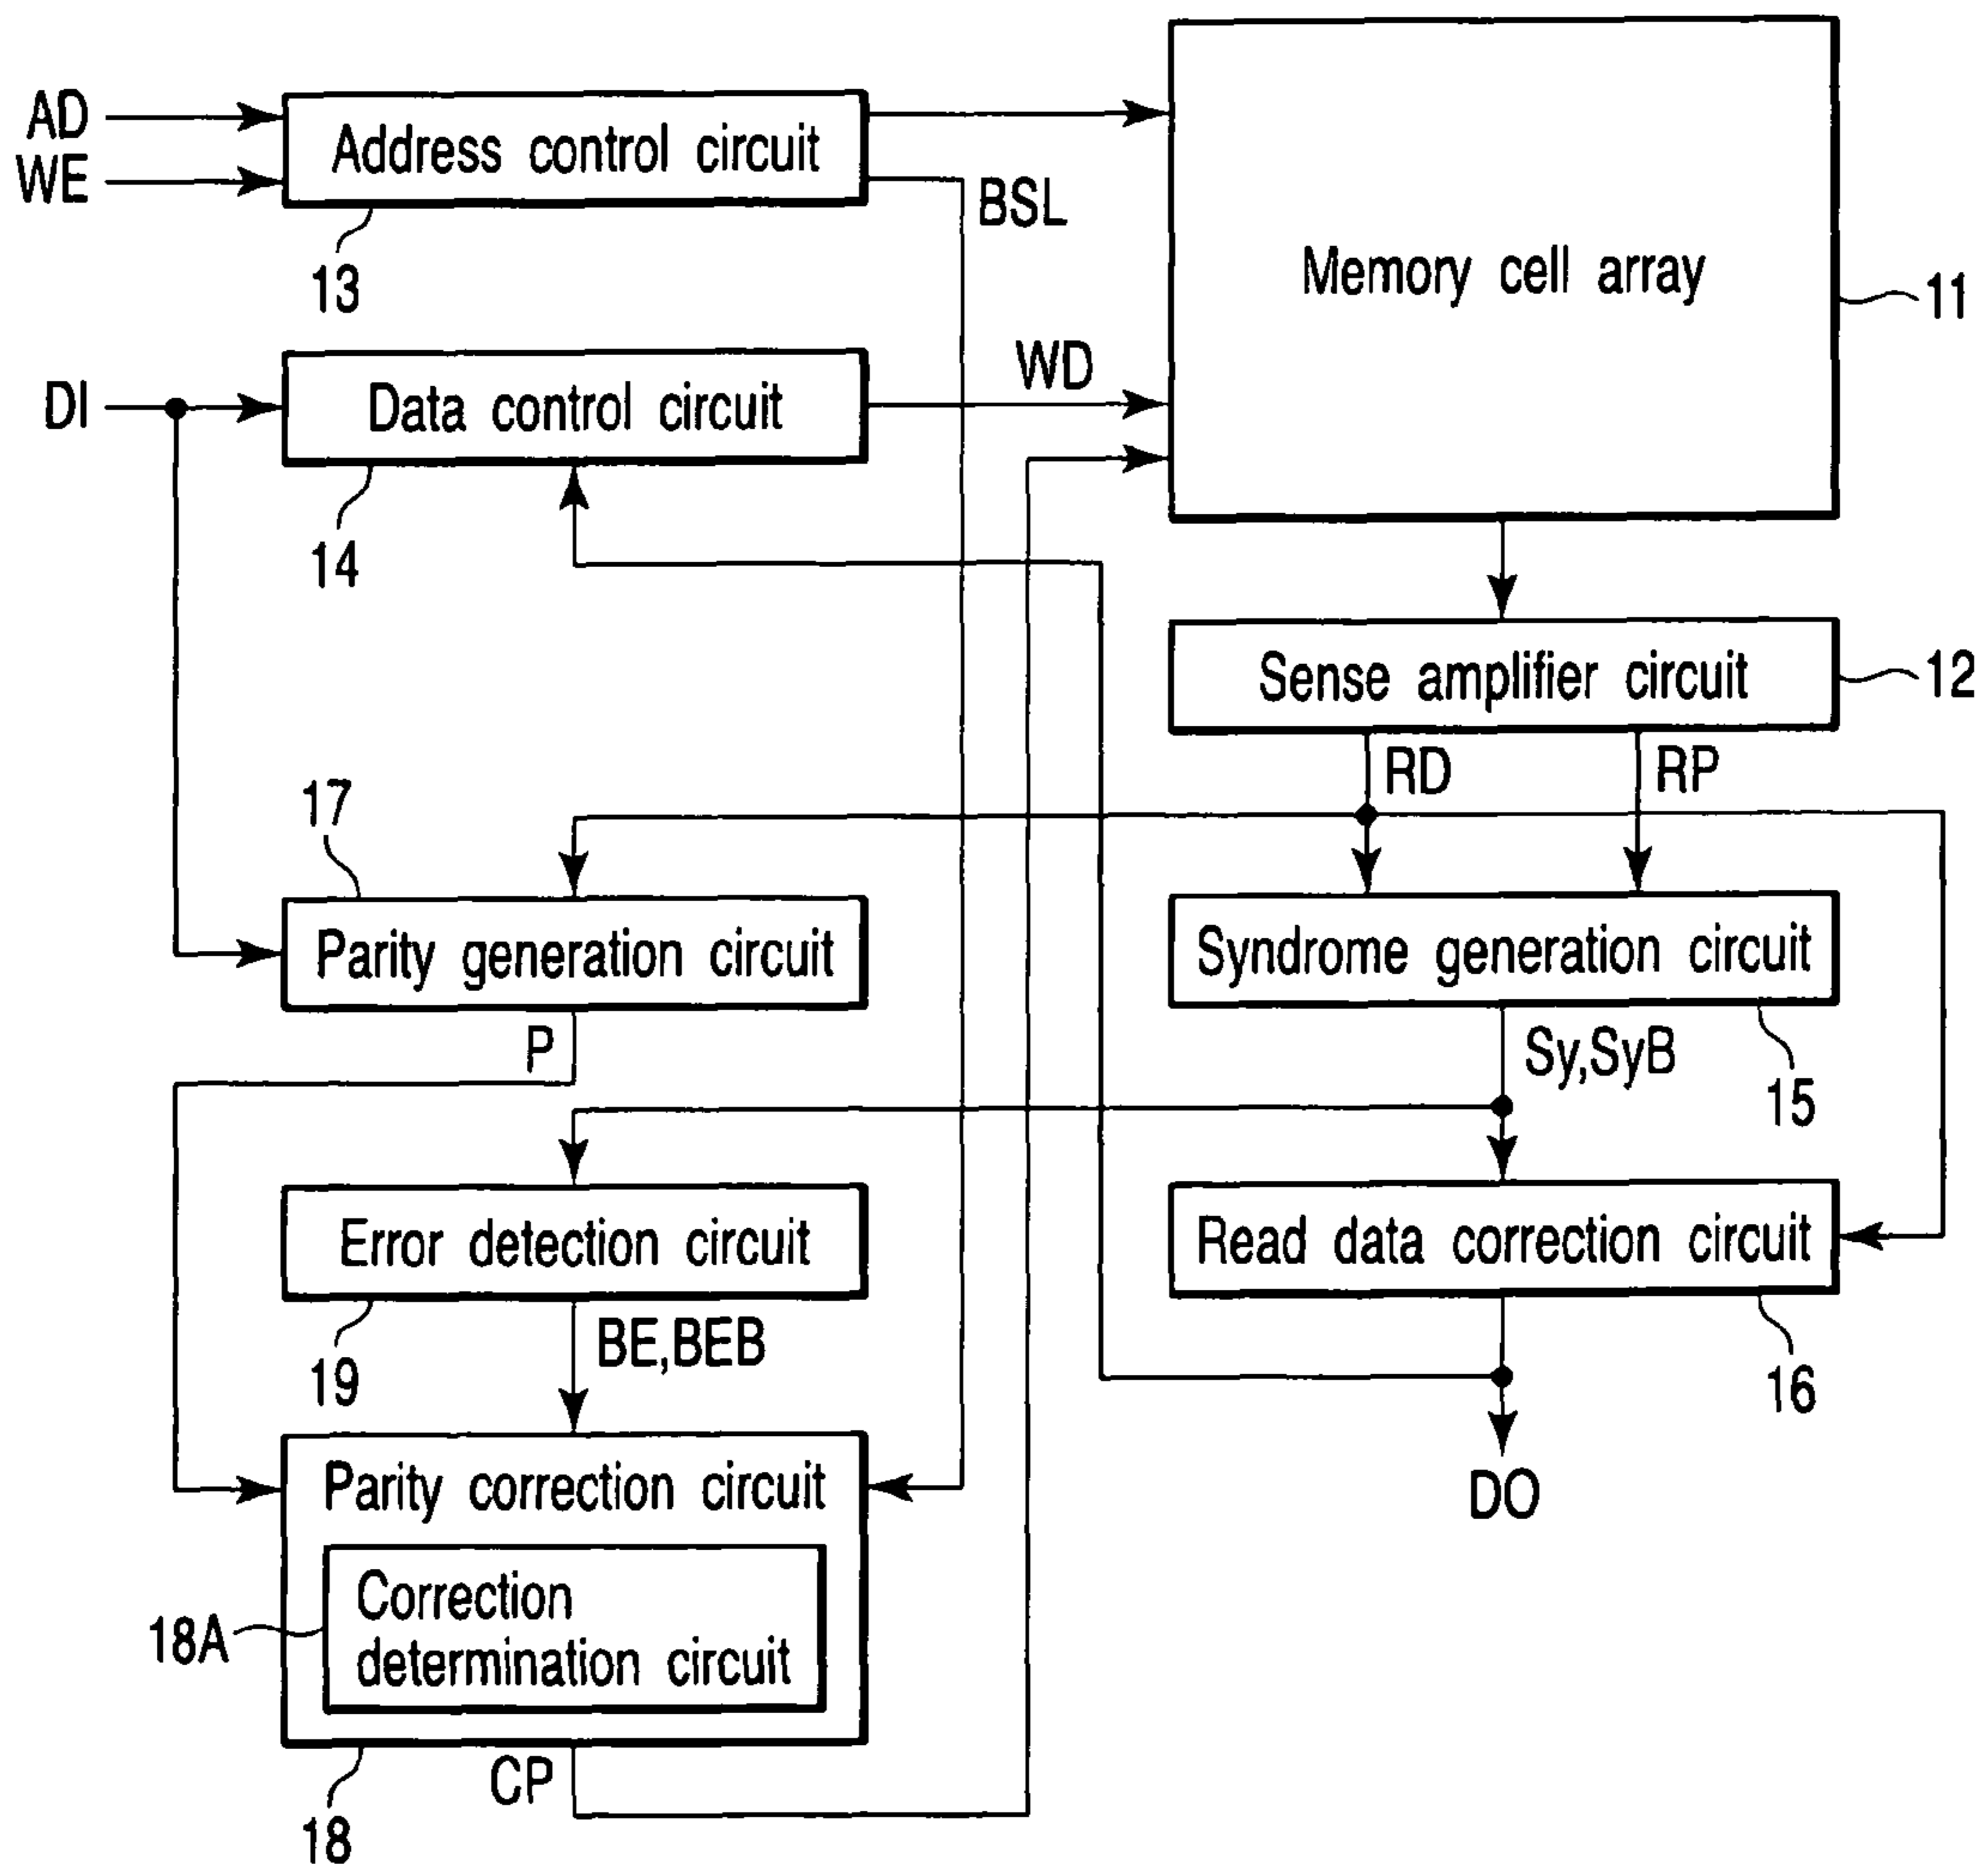 AD
WE
Address control circuit
13
BSL
Memory cell array
11
DI
Data control circuit
14
WD
Sense amplifier circuit
12
RD
RP
17
Parity generation circuit
P
Syndrome generation circuit
Sy,SyB
15
Error detection circuit
19
BE,BEB
Read data correction circuit
16
DO
Parity correction circuit
18A
Correction
determination circuit
18
CP